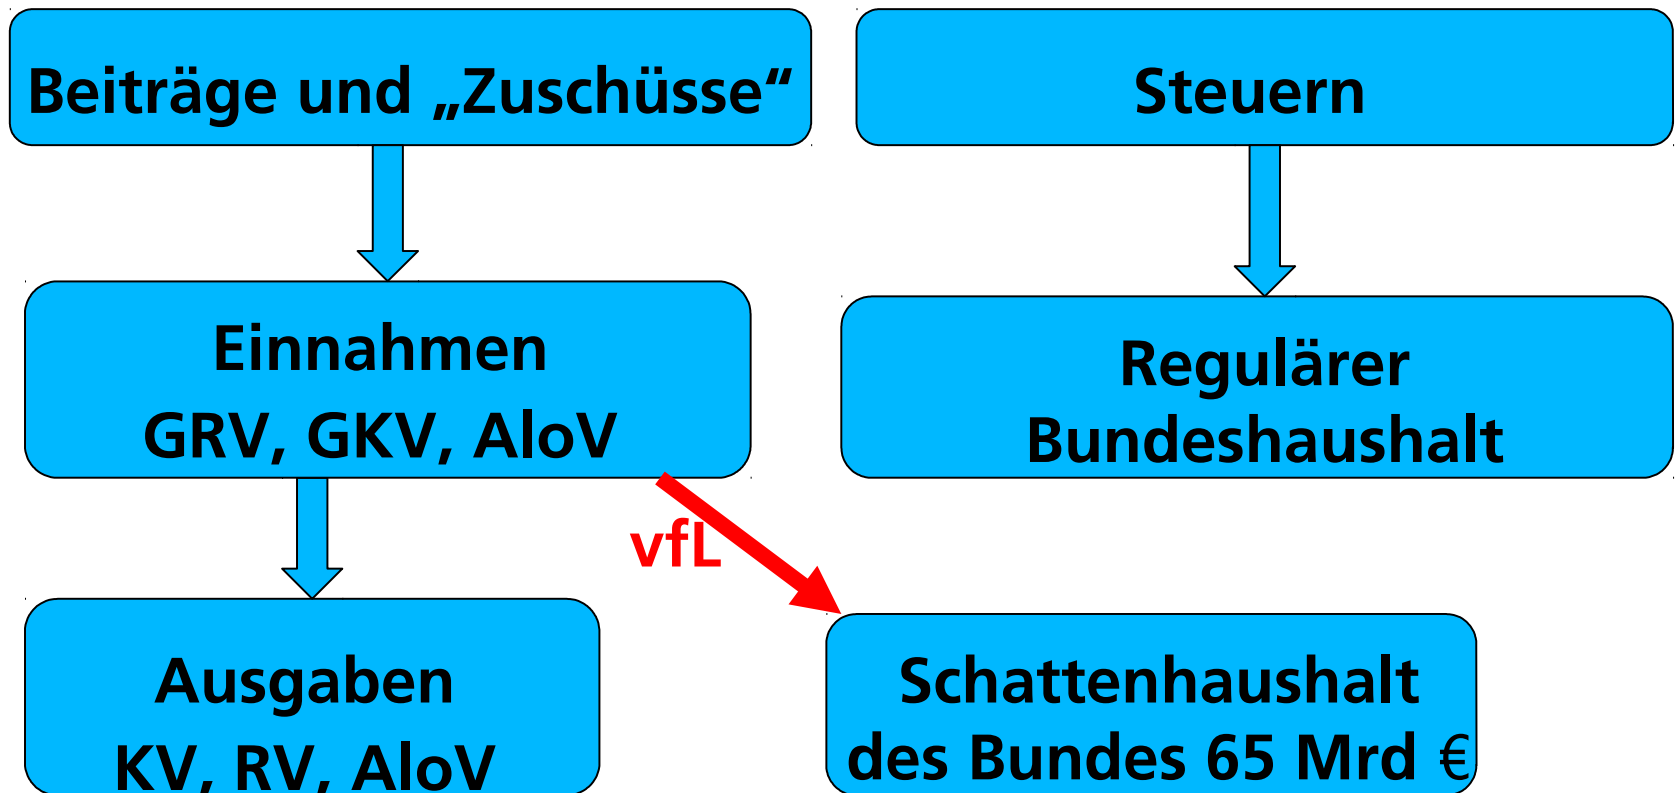 Beiträge und „Zuschüsse“
Steuern
Einnahmen
GRV, GKV, AloV
Regulärer
Bundeshaushalt
vfL
Ausgaben
KV, RV, AloV
Schattenhaushalt
des Bundes 65 Mrd €